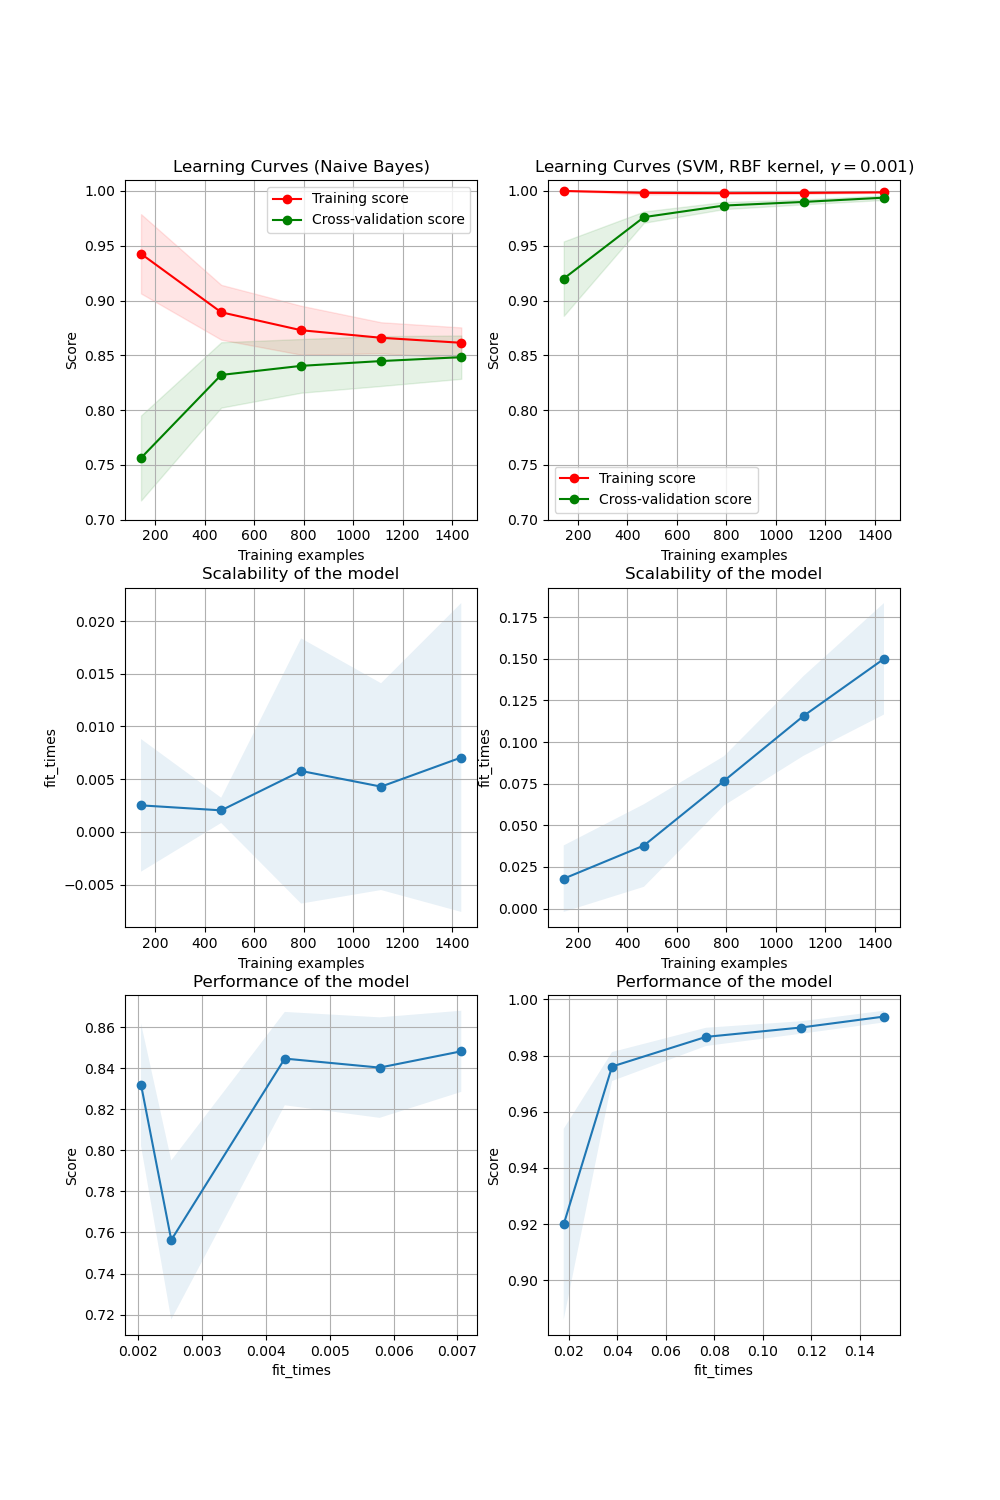 Learning Curves (Naive Bayes)
Learning Curves (SVM, RBF kernel, γ = 0.001)
1.00
0.95
0.90
0.85
0.80
0.75
0.70
Score
Training score
Cross-validation score
200 400 600 800 1000 1200 1400
Training examples
1.00
0.95
0.90
0.85
0.80
0.75
0.70
Score
Training score
Cross-validation score
200 400 600 800 1000 1200 1400
Training examples
Scalability of the model
0.020
0.015
0.010
0.005
0.000
−0.005
fit_times
200 400 600 800 1000 1200 1400
Training examples
Scalability of the model
0.175
0.150
0.125
0.100
0.075
0.050
0.025
0.000
fit_times
200 400 600 800 1000 1200 1400
Training examples
Performance of the model
0.86
0.84
0.82
0.80
0.78
0.76
0.74
0.72
Score
0.002 0.003 0.004 0.005 0.006 0.007
fit_times
Performance of the model
1.00
0.98
0.96
0.94
0.92
0.90
Score
0.02 0.04 0.06 0.08 0.10 0.12 0.14
fit_times